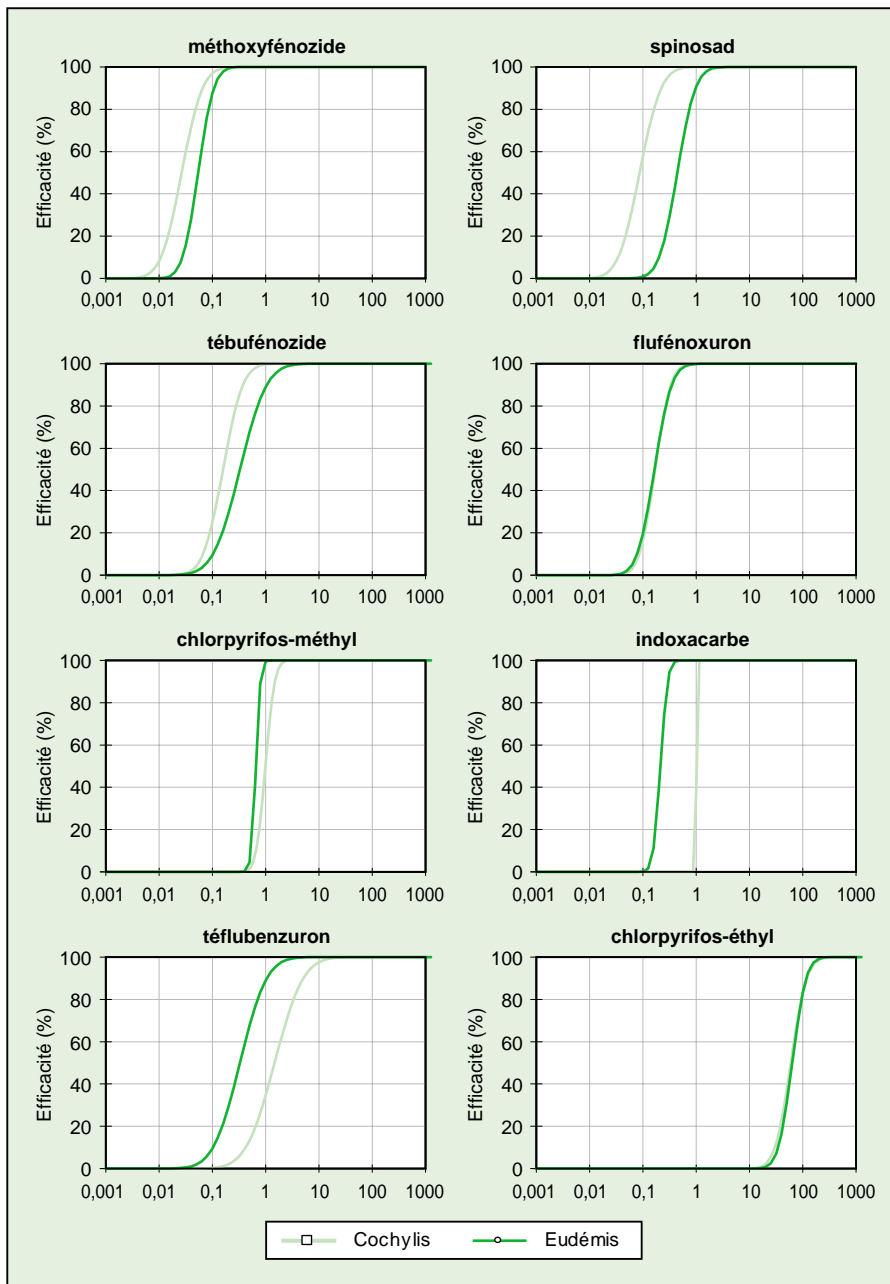 méthoxyfénozide
Efficacité (%)
100
80
60
40
20
0
0,001 0,01 0,1 1 10 100 1000
spinosad
Efficacité (%)
100
80
60
40
20
0
0,001 0,01 0,1 1 10 100 1000
tébufénozide
Efficacité (%)
100
80
60
40
20
0
0,001 0,01 0,1 1 10 100 1000
flufénoxuron
Efficacité (%)
100
80
60
40
20
0
0,001 0,01 0,1 1 10 100 1000
chlorpyrifos-méthyl
Efficacité (%)
100
80
60
40
20
0
0,001 0,01 0,1 1 10 100 1000
indoxacarbe
Efficacité (%)
100
80
60
40
20
0
0,001 0,01 0,1 1 10 100 1000
téflubenzuron
Efficacité (%)
100
80
60
40
20
0
0,001 0,01 0,1 1 10 100 1000
chlorpyrifos-éthyl
Efficacité (%)
100
80
60
40
20
0
0,001 0,01 0,1 1 10 100 1000
Cochylis Eudémis